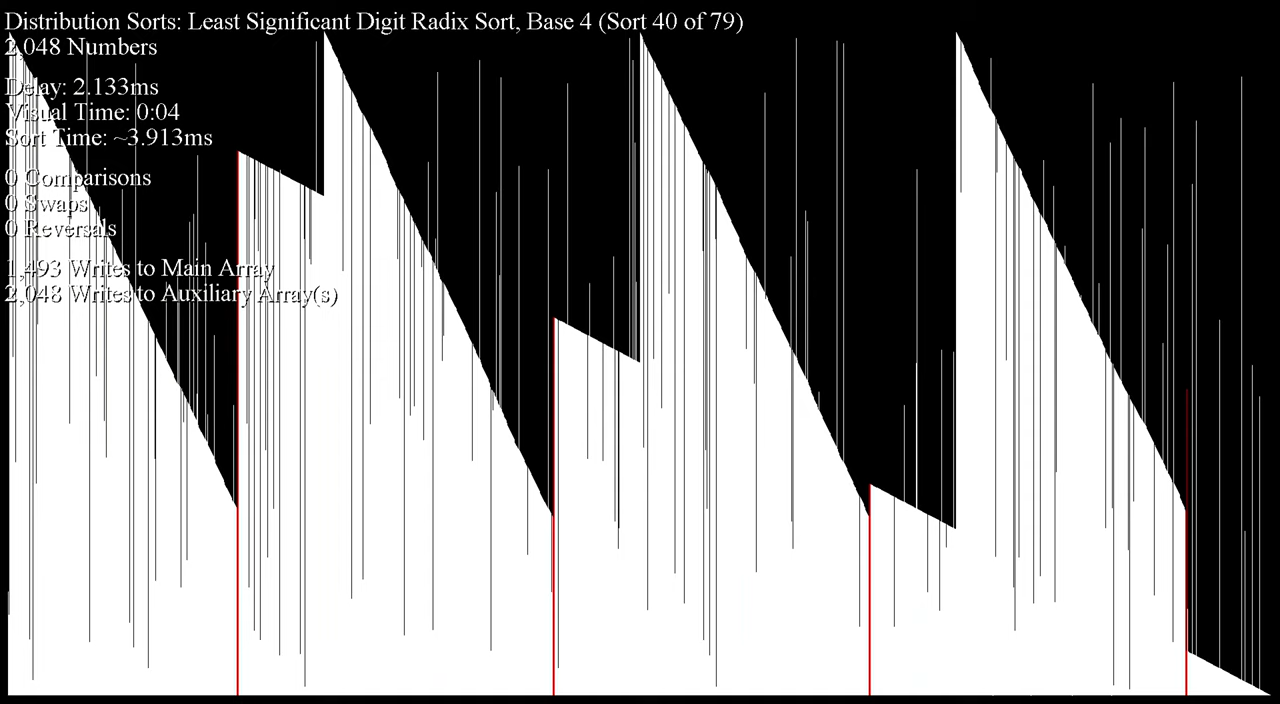 Distribution Sorts: Least Significant Digit Radix Sort, Base 4 (Sort 40 of 79)
2,048 Numbers
Delay: 2.133ms
Visual Time: 0:04
Sort Time: ~3.913ms
0 Comparisons
0 Swaps
0 Reversals
1,493 Writes to Main Array
2,048 Writes to Auxiliary Array(s)